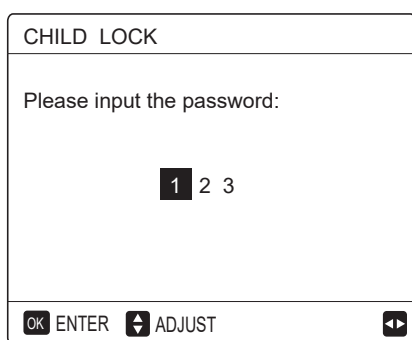 CHILD LOCK
Please input the password:
1 2 3
OK ENTER ADJUST